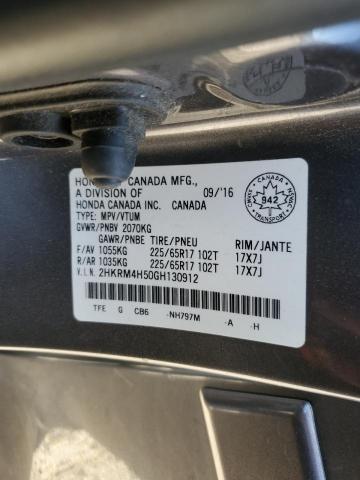 HON CANADA MFG.,
A DIVISION OF 09/'16
HONDA CANADA INC. CANADA
TYPE: MPV/VTUM
GVWR/PNBV 2070KG
GAWR/PNBE TIRE/PNEU RIM/JANTE
F/AV 1055KG 225/65R17 102T 17X7J
R/AR 1035KG 225/65R17 102T 17X7J
V.I.N. 2HKRM4H50GH130912
TFE G CB6 -NH797M -A -H
CANADA
942
TRANSPORT